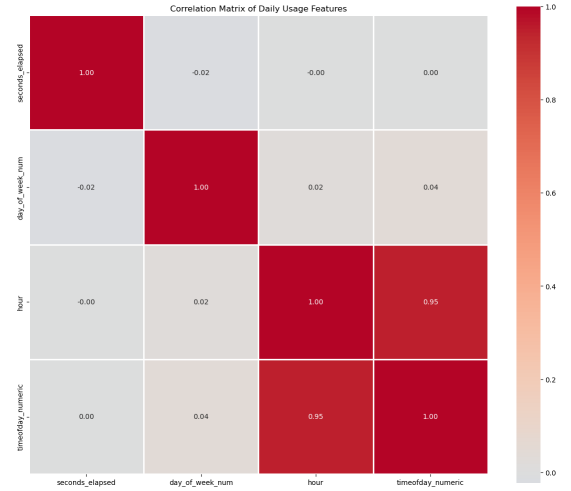 Correlation Matrix of Daily Usage Features
seconds_elapsed 1.00 -0.02 -0.00 0.00
day_of_week_num -0.02 1.00 0.02 0.04
hour -0.00 0.02 1.00 0.95
timeofday_numeric 0.00 0.04 0.95 1.00
seconds_elapsed day_of_week_num hour timeofday_numeric
1.0
0.8
0.6
0.4
0.2
0.0